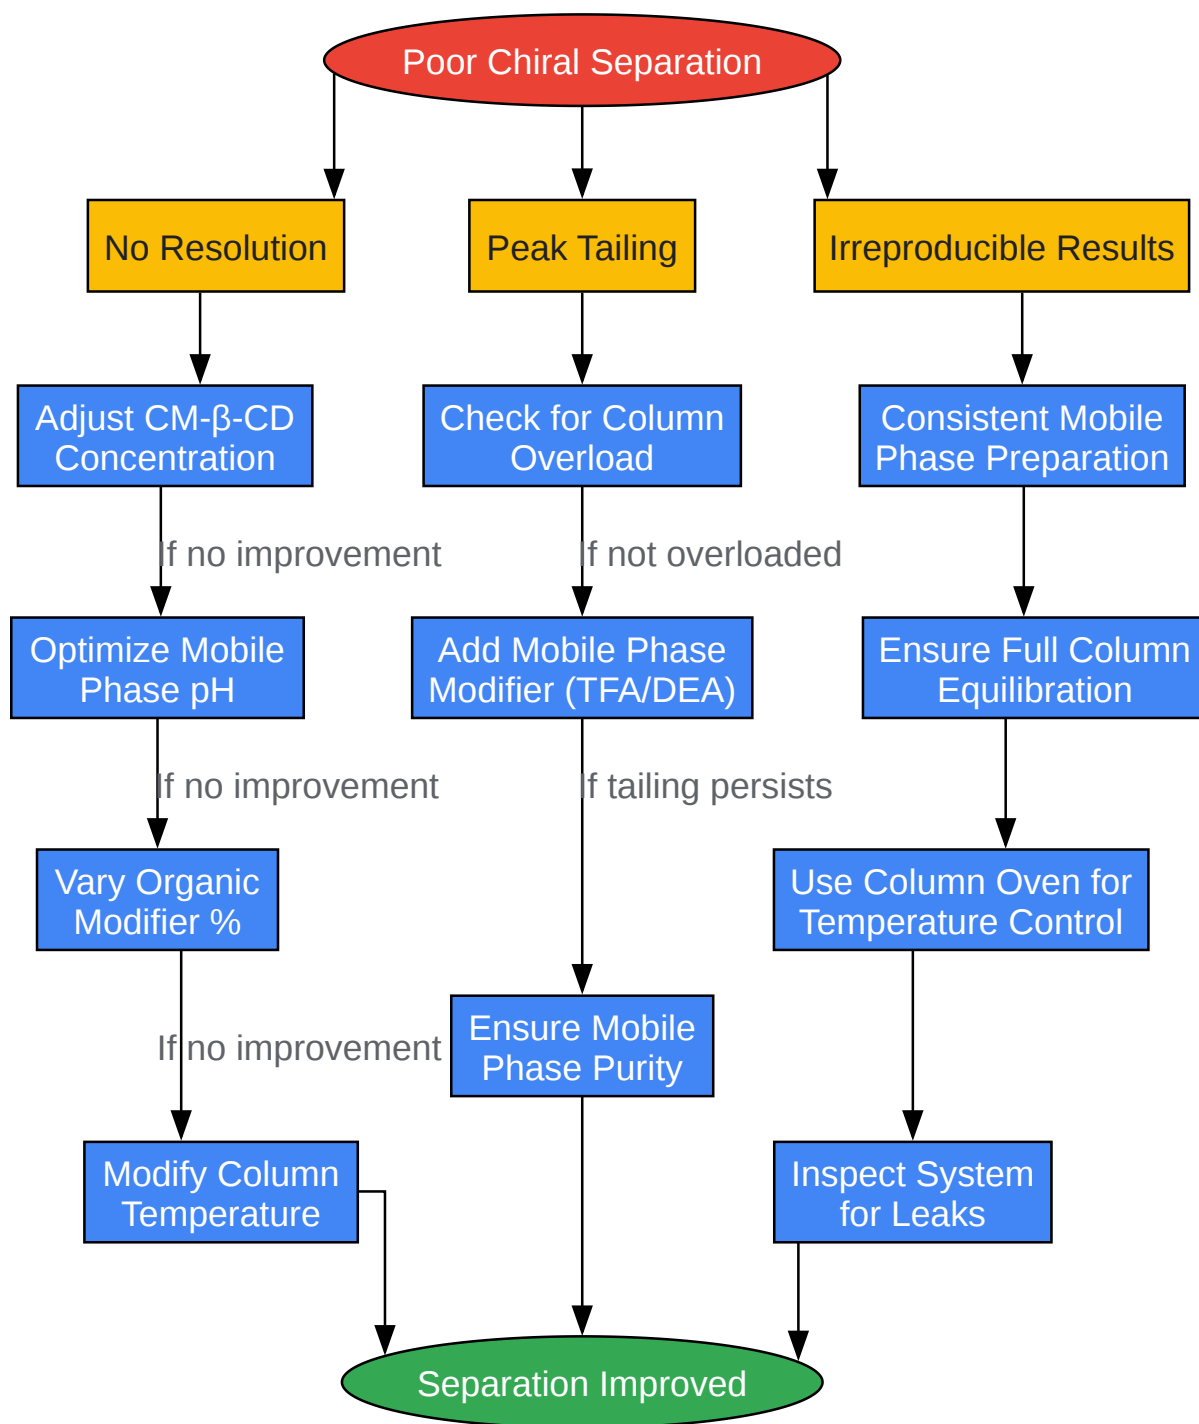 Poor Chiral Separation
No Resolution
Peak Tailing
Irreproducible Results
Adjust CM-β-CD
Concentration
Check for Column
Overload
Consistent Mobile
Phase Preparation
If no improvement
If not overloaded
Optimize Mobile
Phase pH
Add Mobile Phase
Modifier (TFA/DEA)
Ensure Full Column
Equilibration
If no improvement
If tailing persists
Vary Organic
Modifier %
Use Column Oven for
Temperature Control
If no improvement
Ensure Mobile
Phase Purity
Modify Column
Temperature
Inspect System
for Leaks
Separation Improved